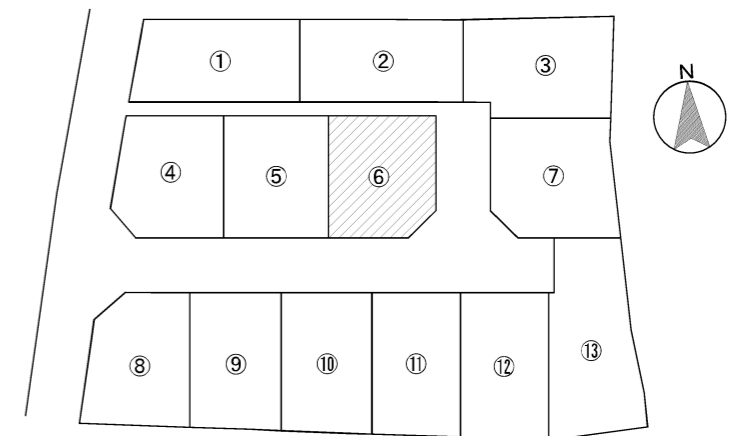 ① ② ③
N
④ ⑤ ⑥ ⑦
⑧ ⑨ ⑩ ⑪ ⑫ ⑬